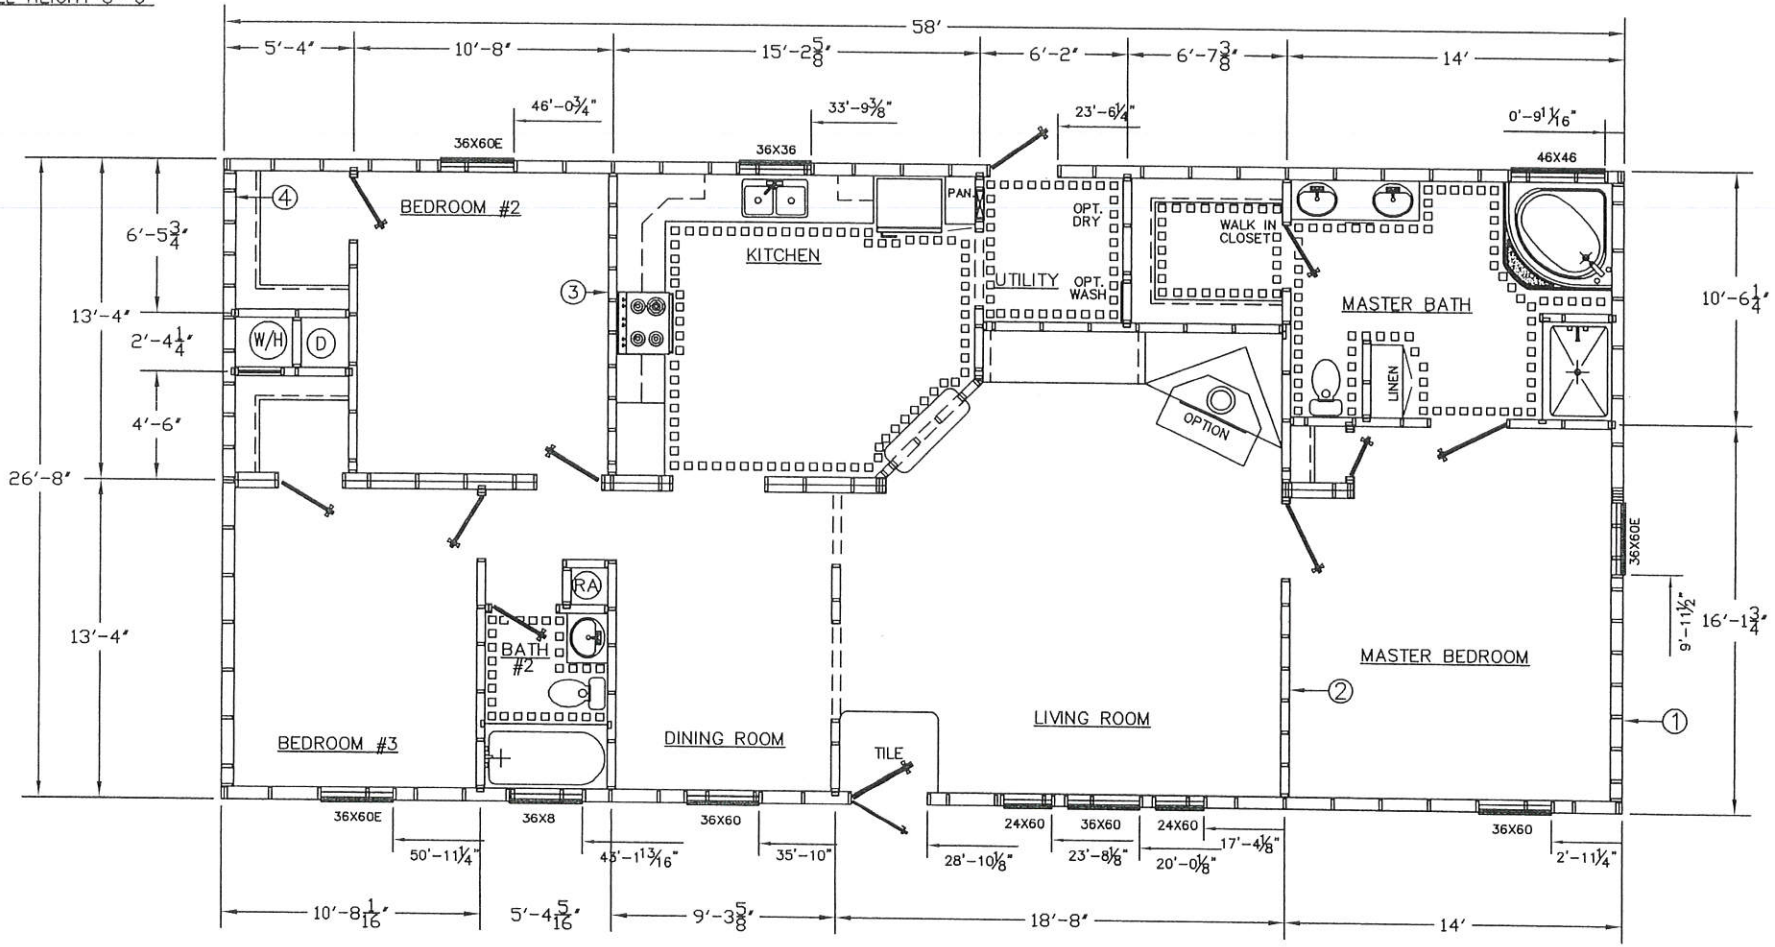 58'
5'-4" 10'-8" 15'-2 5/8" 6'-2" 6'-7 3/8" 14'
46'-0 3/4" 33'-9 3/8" 23'-6 1/4" 0'-9 11/16"
36X60E 36X36 46X46
BEDROOM #2
4
PAN.
OPT.
DRY
WALK IN
CLOSET
KITCHEN
UTILITY
OPT.
WASH
MASTER BATH
3
6'-5 3/4"
13'-4"
2'-4 1/4"
4'-6"
26'-8"
13'-4"
10'-6 1/4"
W/H D
LINEN
OPTION
36X60E
9'-11 1/2"
16'-1 3/4"
RA
BATH
#2
MASTER BEDROOM
2
1
LIVING ROOM
BEDROOM #3
DINING ROOM
TILE
36X60E 36X8 36X60 24X60 36X60 24X60 36X60
50'-11 1/4" 43'-1 13/16" 35'-10" 28'-10 1/8" 23'-8 1/8" 20'-0 1/8" 17'-4 1/8" 2'-11 1/4"
10'-8 1/16" 5'-4 5/16" 9'-3 5/8" 18'-8" 14'